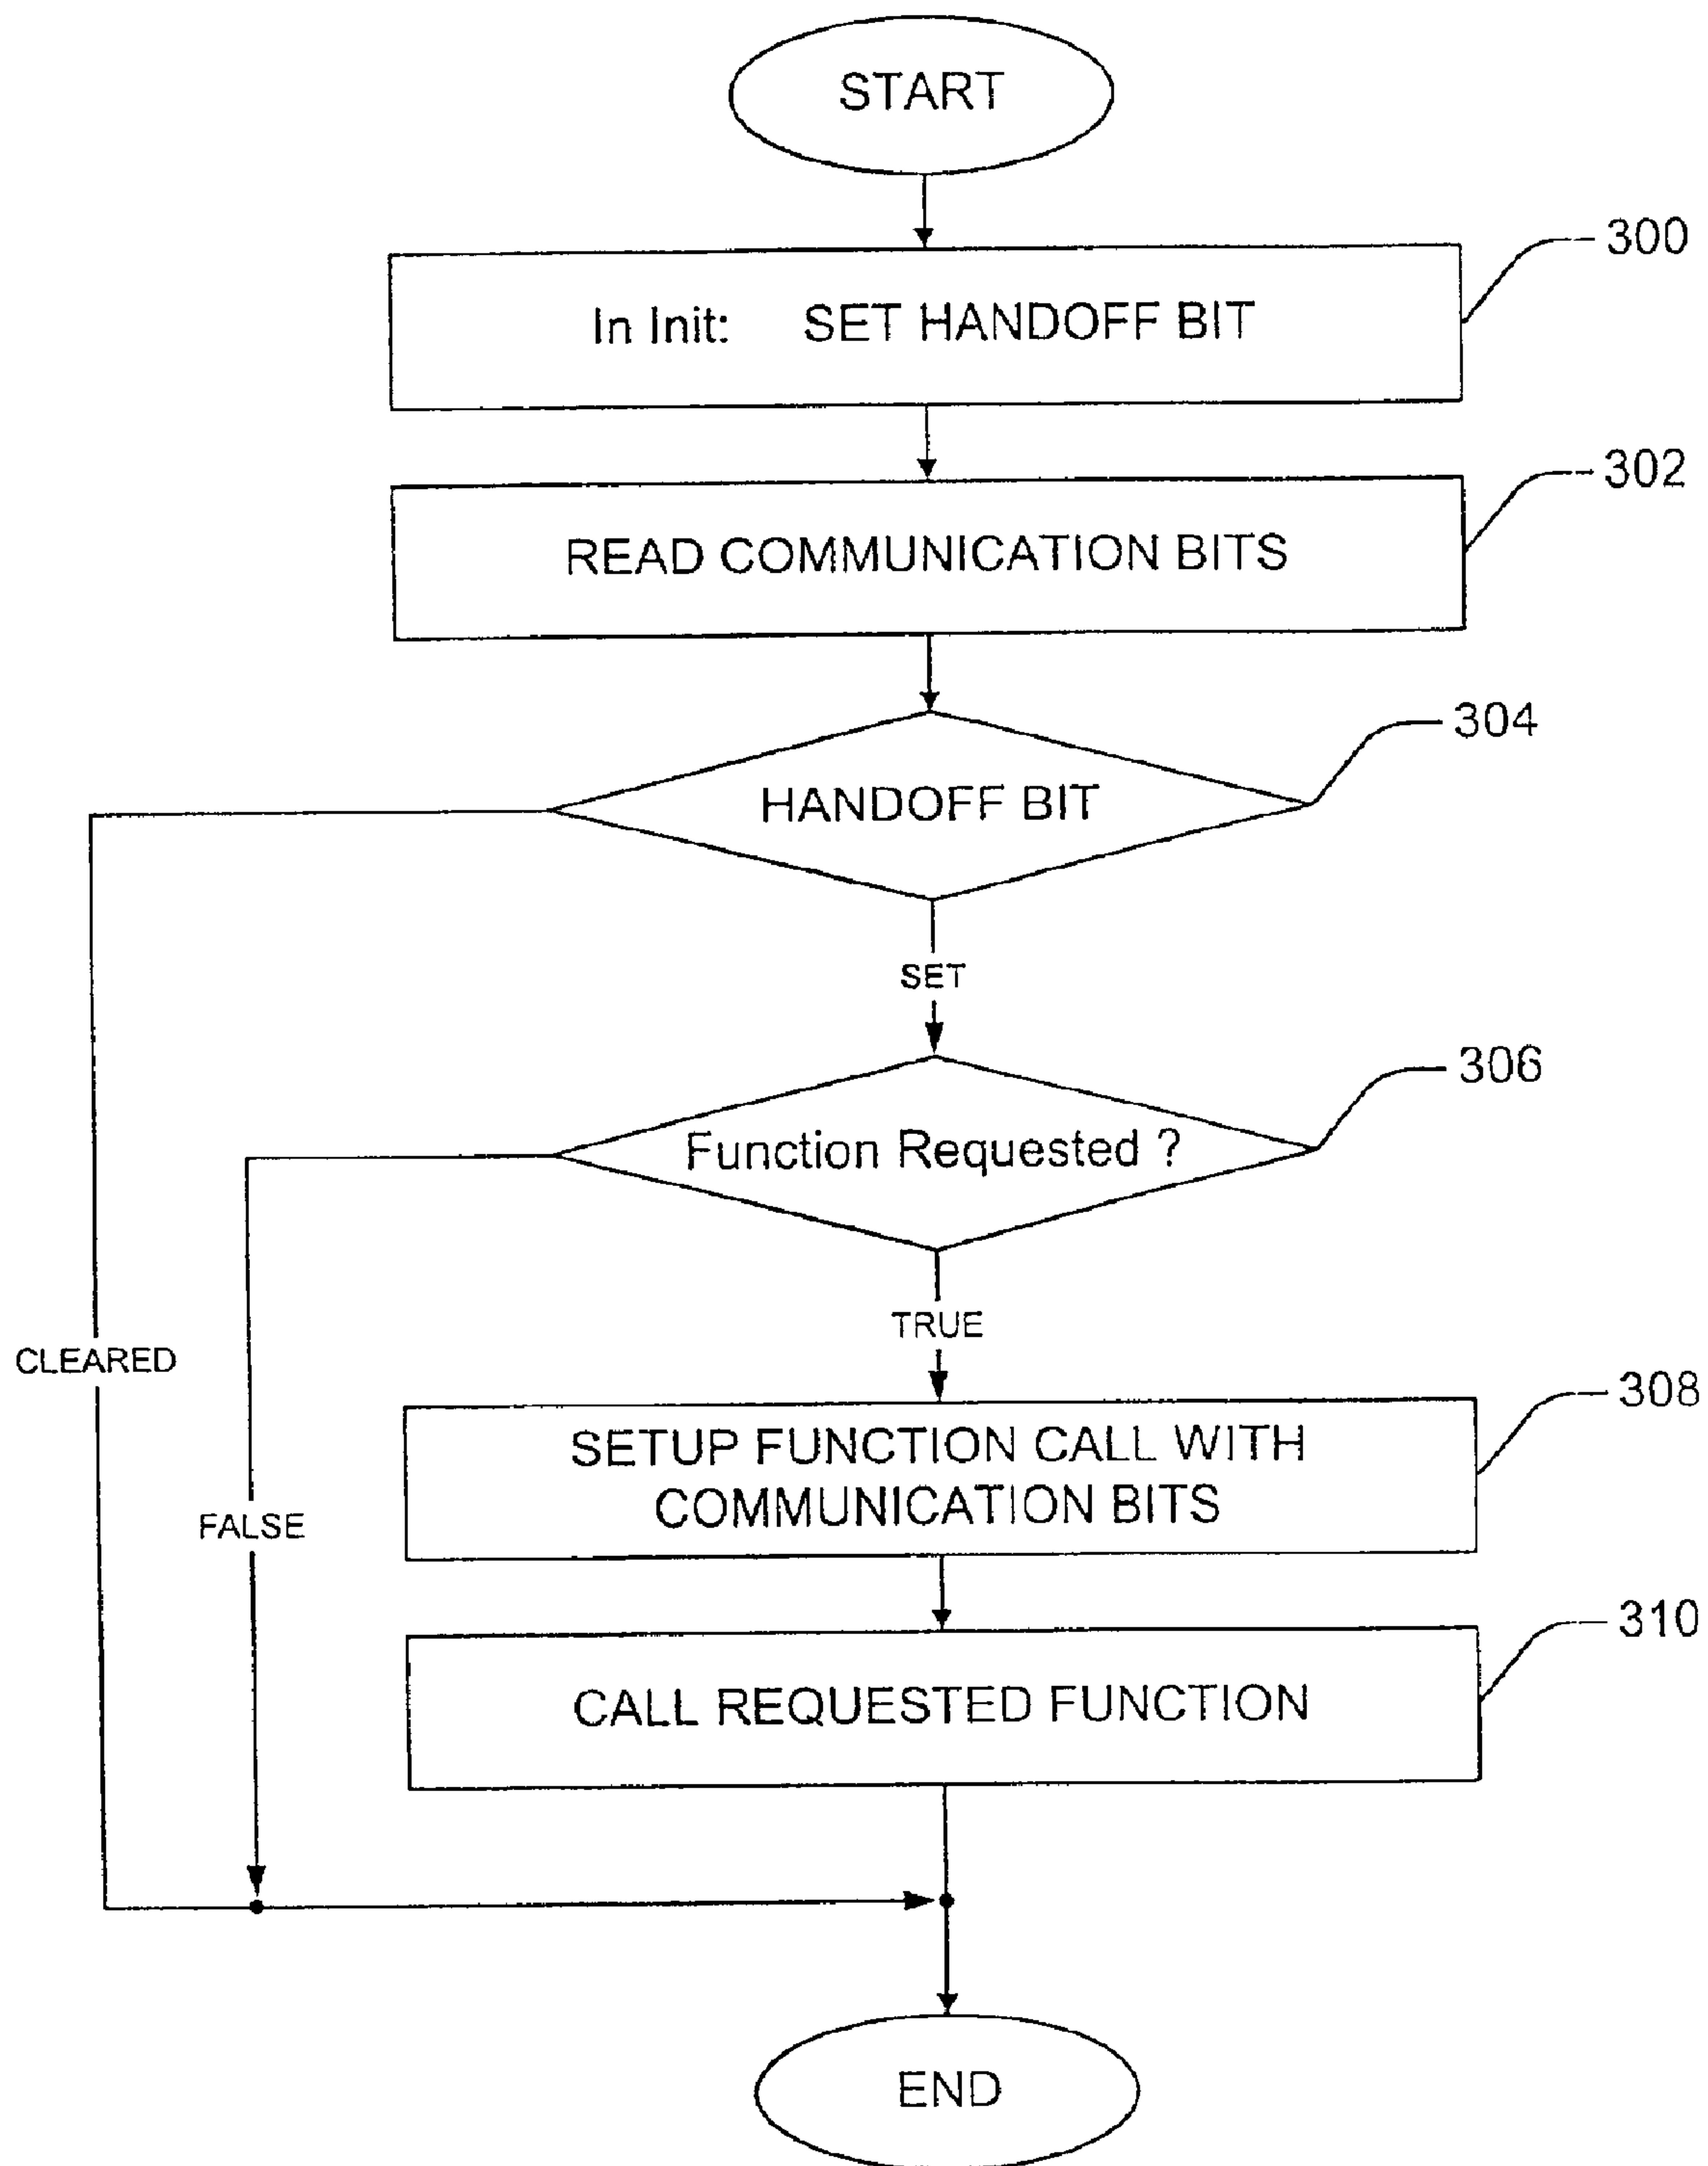 START
300
In Init: SET HANDOFF BIT
302
READ COMMUNICATION BITS
304
HANDOFF BIT
SET
306
Function Requested ?
TRUE
CLEARED
308
SETUP FUNCTION CALL WITH
COMMUNICATION BITS
FALSE
310
CALL REQUESTED FUNCTION
END